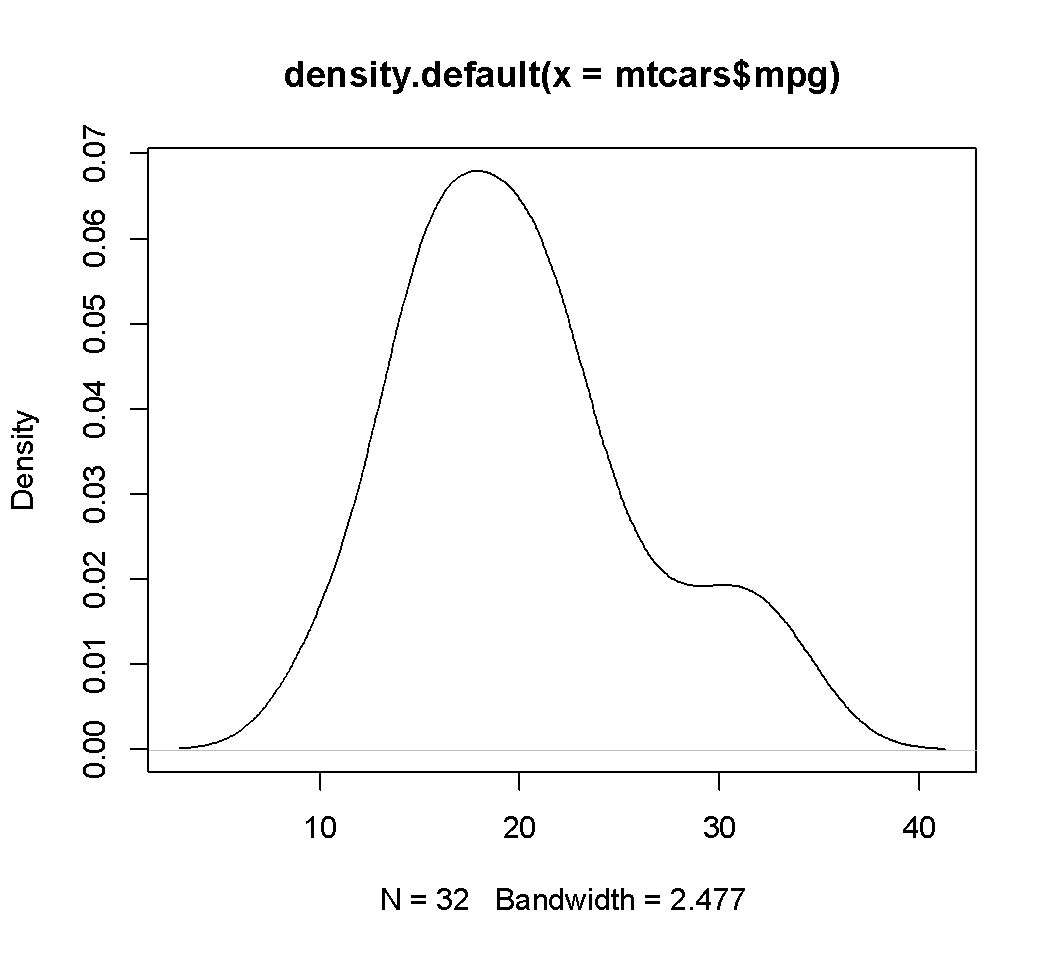 density.default(x = mtcars$mpg)
Density
0.07
0.06
0.05
0.04
0.03
0.02
0.01
0.00
10 20 30 40
N = 32 Bandwidth = 2.477